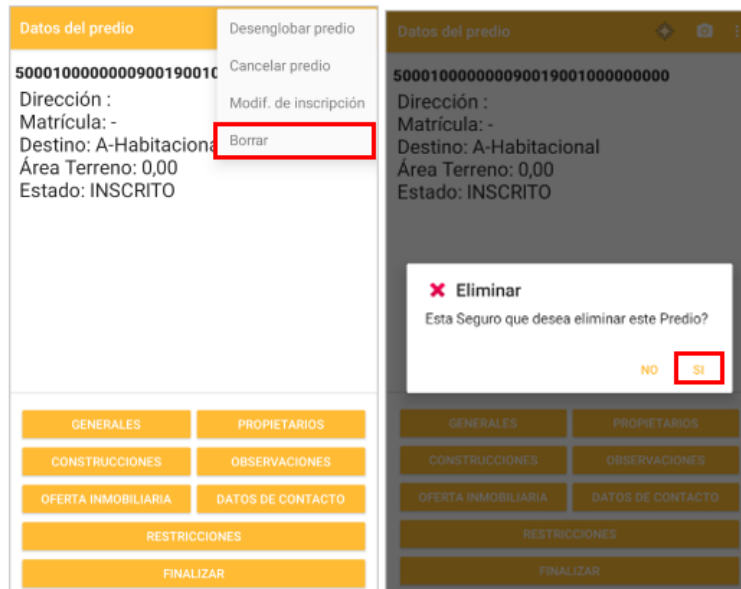 Datos del predio
Desenglobar predio
Cancelar predio
Modif. de inscripción
Borrar
Dirección :
Matrícula: -
Destino: A-Habitaciona
Área Terreno: 0,00
Estado: INSCRITO
GENERALES
PROPIETARIOS
CONSTRUCCIONES
OBSERVACIONES
OFERTA INMOBILIARIA
DATOS DE CONTACTO
RESTRICCIONES
FINALIZAR
Datos del predio
500010000000090019001000000000
Dirección :
Matrícula: -
Destino: A-Habitacional
Área Terreno: 0,00
Estado: INSCRITO
Eliminar
Esta Seguro que desea eliminar este Predio?
NO
SI
GENERALES
PROPIETARIOS
CONSTRUCCIONES
OBSERVACIONES
OFERTA INMOBILIARIA
DATOS DE CONTACTO
RESTRICCIONES
FINALIZAR